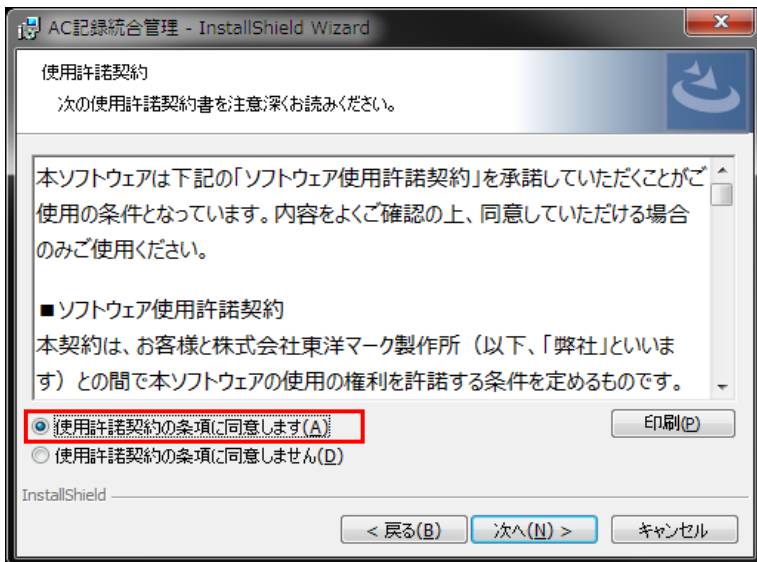 AC記録統合管理 - InstallShield Wizard
使用許諾契約
次の使用許諾契約書を注意深くお読みください。
本ソフトウェアは下記の「ソフトウェア使用許諾契約」を承諾していただくことがご
使用の条件となっています。内容をよくご確認の上、同意していただける場合
のみご使用ください。
■ソフトウェア使用許諾契約
本契約は、お客様と株式会社東洋マーク製作所（以下、「弊社」といいま
す）との間で本ソフトウェアの使用の権利を許諾する条件を定めるものです。
使用許諾契約の条項に同意します(A)
印刷(P)
使用許諾契約の条項に同意しません(D)
InstallShield
< 戻る(B)
次へ(N) >
キャンセル